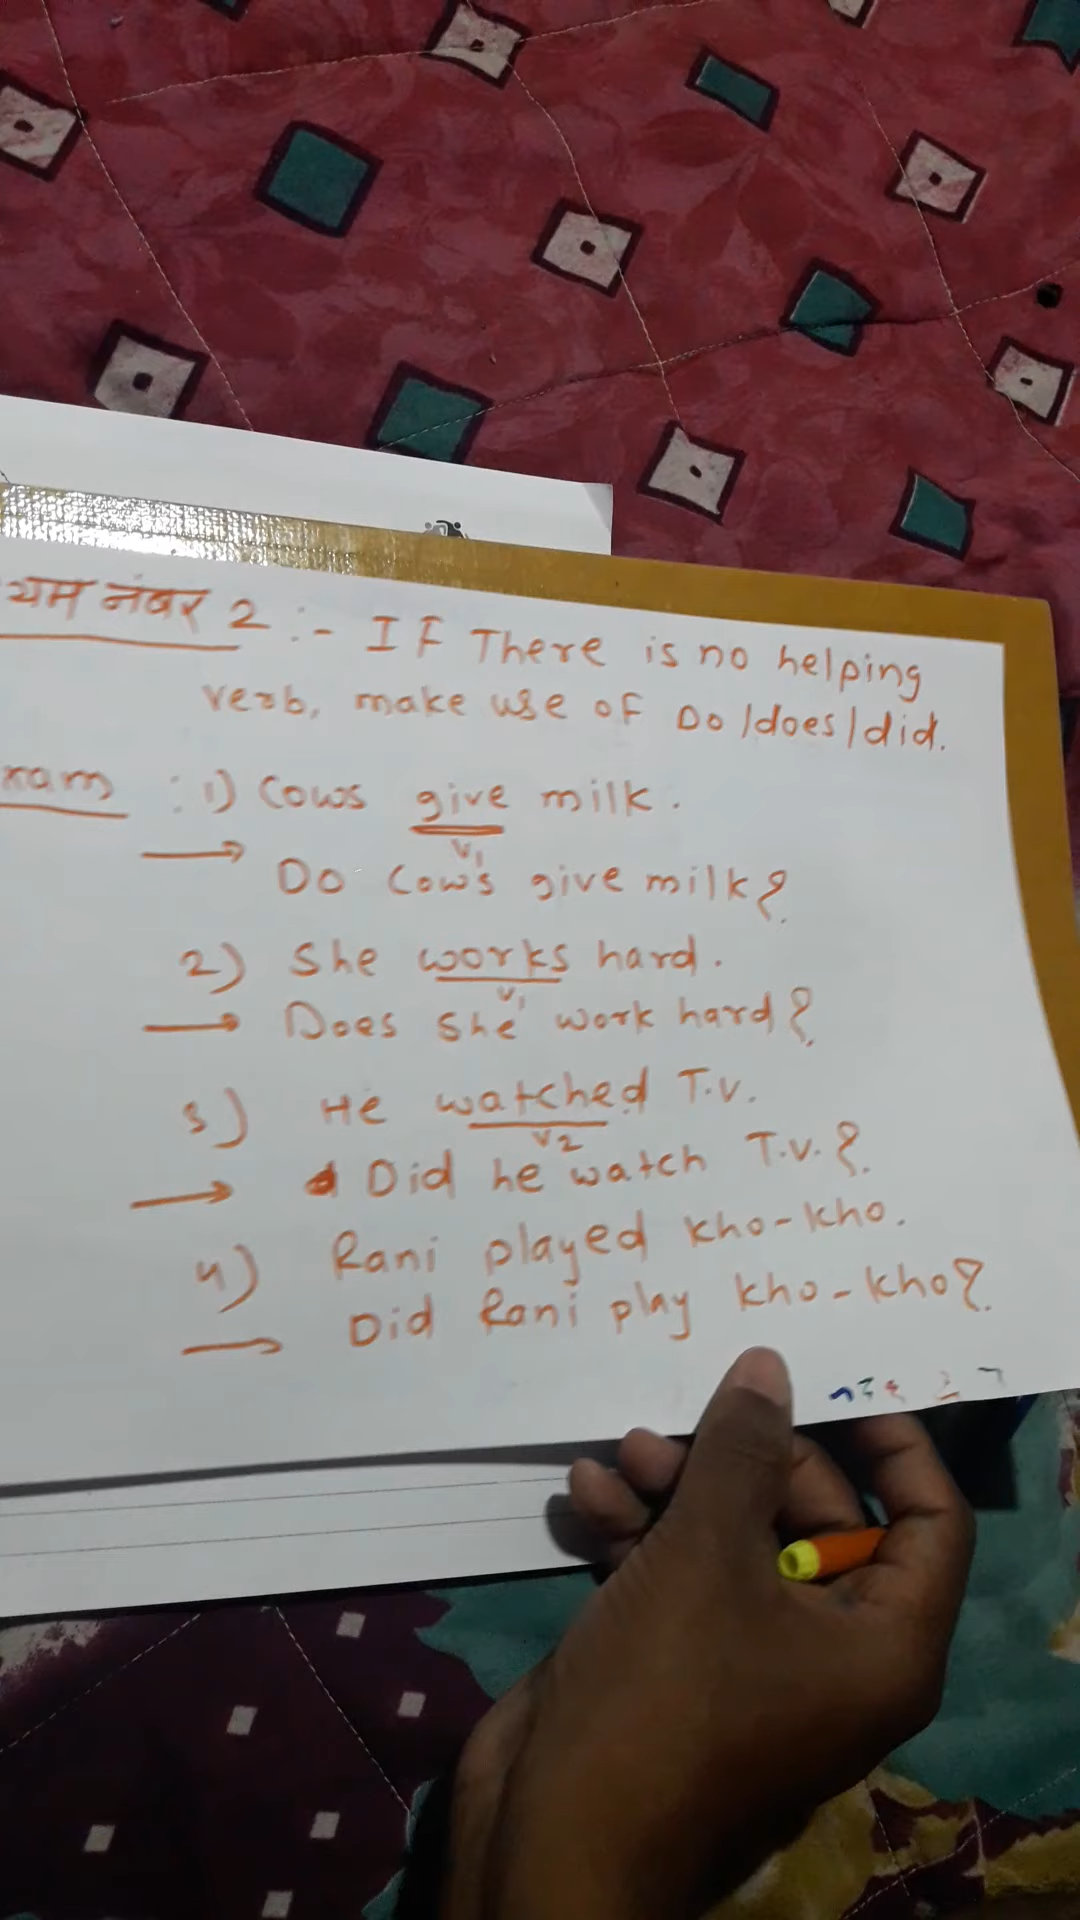 यम नंबर 2 :- IF There is no helping
verb, make use of Do/does/did.
xam : 1) Cows give milk.
V1
→ Do Cows give milk?
2) She works hard.
V1
→ Does she work hard?
3) He watched T.V.
V2
→ Did he watch T.V.?
4) Rani played kho-kho.
→ Did Rani play kho-kho?